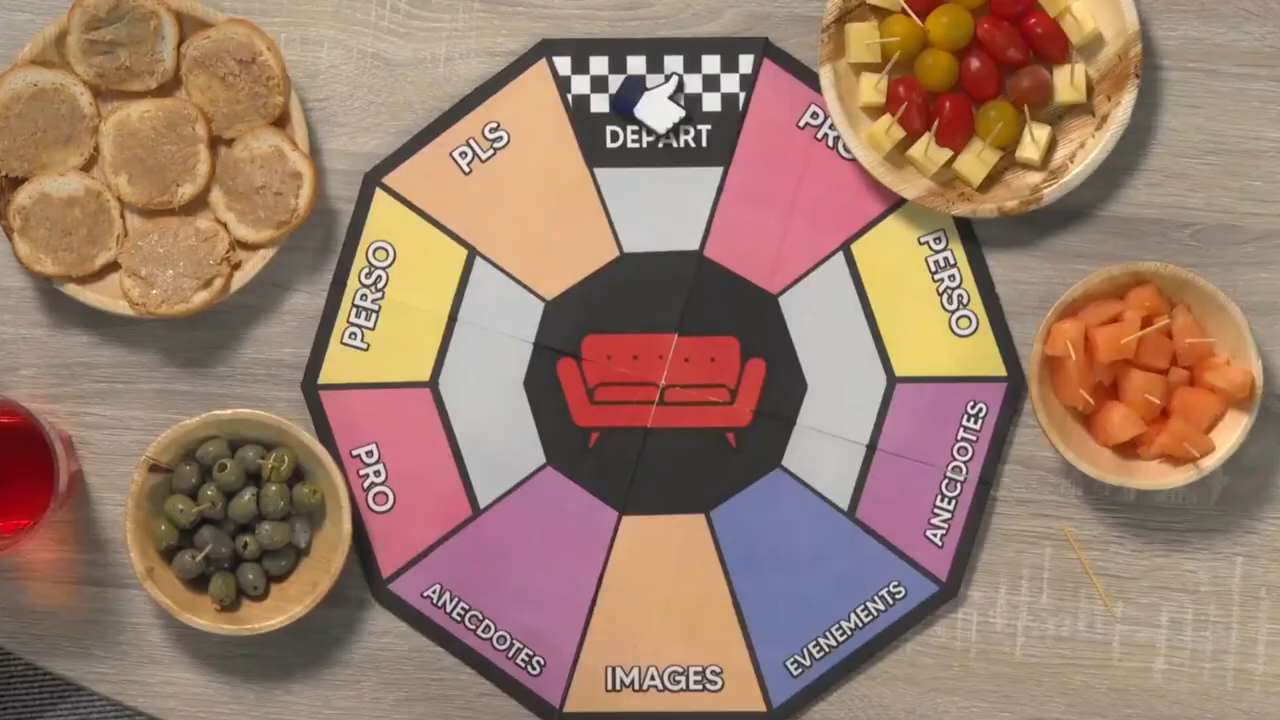 DEPART
PLS
PERSO
PERSO
PRO
ANECDOTES
ANECDOTES
EVENEMENTS
IMAGES